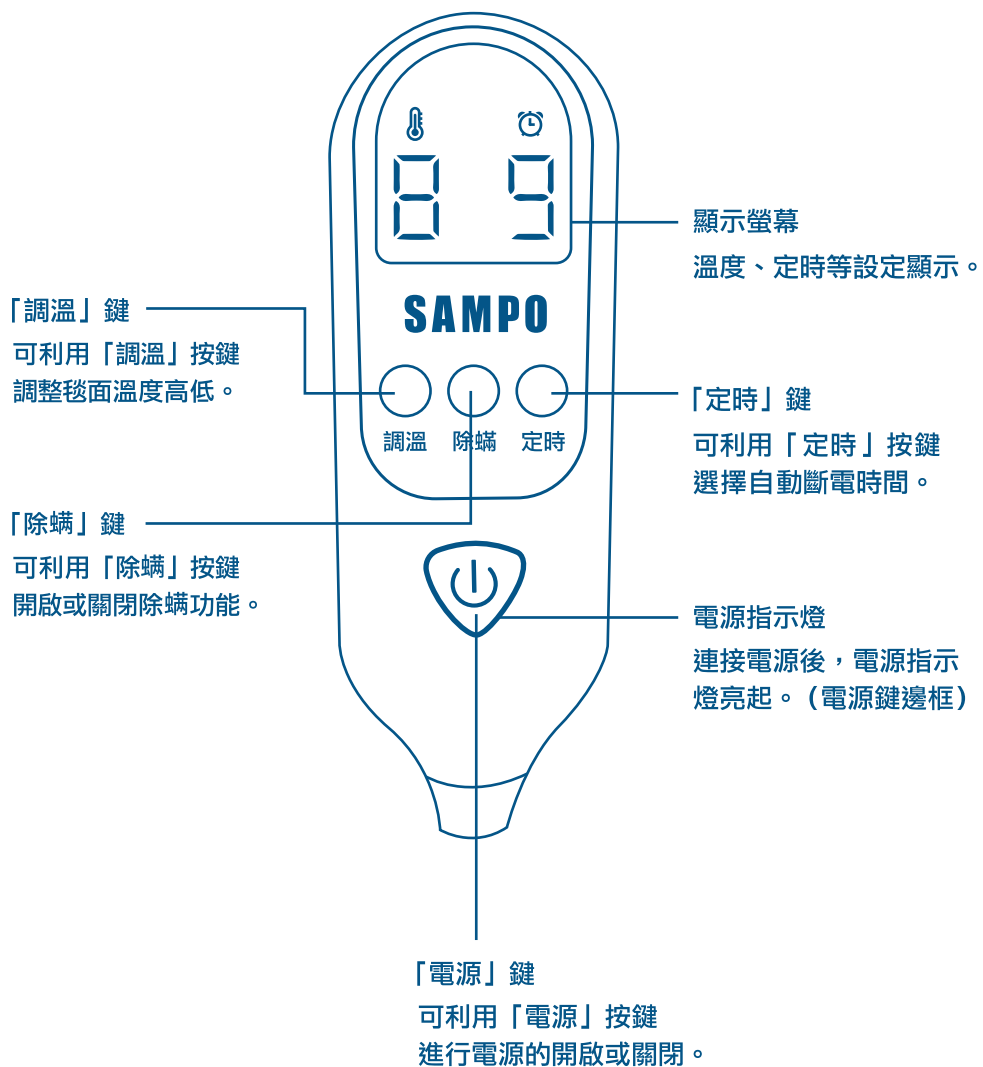 8 9
顯示螢幕
溫度、定時等設定顯示。
SAMPO
「調溫」鍵
可利用「調溫」按鍵
調整毯面溫度高低。
調溫 除蟎 定時
「定時」鍵
可利用「定時」按鍵
選擇自動斷電時間。
「除螨」鍵
可利用「除螨」按鍵
開啟或關閉除螨功能。
電源指示燈
連接電源後，電源指示
燈亮起。（電源鍵邊框）
「電源」鍵
可利用「電源」按鍵
進行電源的開啟或關閉。